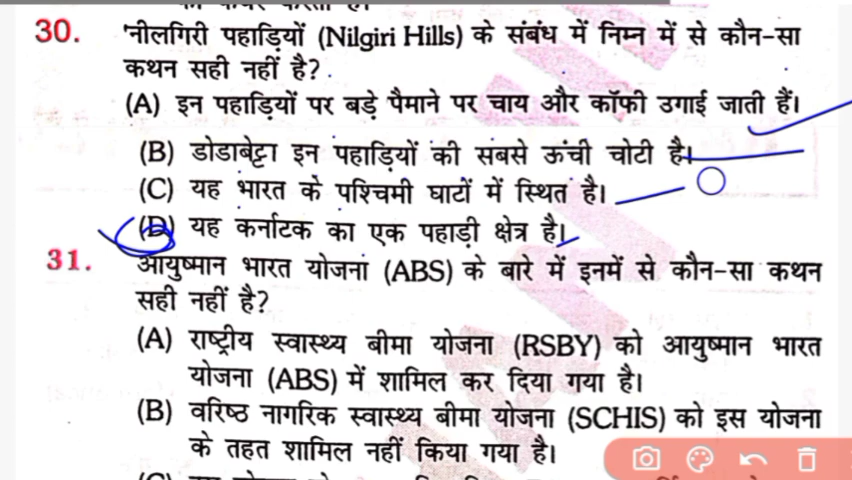 30. 'नीलगिरी पहाड़ियों (Nilgiri Hills) के संबंध में निम्न में से कौन-सा
कथन सही नहीं है?
(A) इन पहाड़ियों पर बड़े पैमाने पर चाय और कॉफी उगाई जाती हैं।
(B) डोडाबेट्टा इन पहाड़ियों की सबसे ऊंची चोटी है।
(C) यह भारत के पश्चिमी घाटों में स्थित है।
(D) यह कर्नाटक का एक पहाड़ी क्षेत्र है।
31. आयुष्मान भारत योजना (ABS) के बारे में इनमें से कौन-सा कथन
सही नहीं है?
(A) राष्ट्रीय स्वास्थ्य बीमा योजना (RSBY) को आयुष्मान भारत
योजना (ABS) में शामिल कर दिया गया है।
(B) वरिष्ठ नागरिक स्वास्थ्य बीमा योजना (SCHIS) को इस योजना
के तहत शामिल नहीं किया गया है।